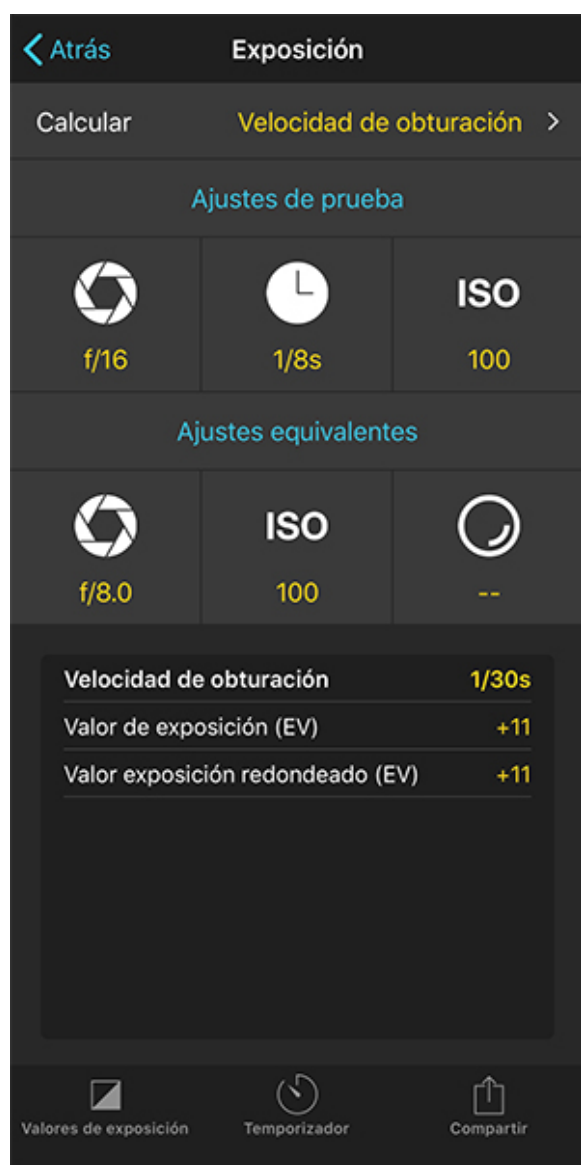 Atrás Exposición
Calcular Velocidad de obturación
Ajustes de prueba
ISO
f/16 1/8s 100
Ajustes equivalentes
ISO
f/8.0 100 --
Velocidad de obturación 1/30s
Valor de exposición (EV) +11
Valor exposición redondeado (EV) +11
Valores de exposición Temporizador Compartir